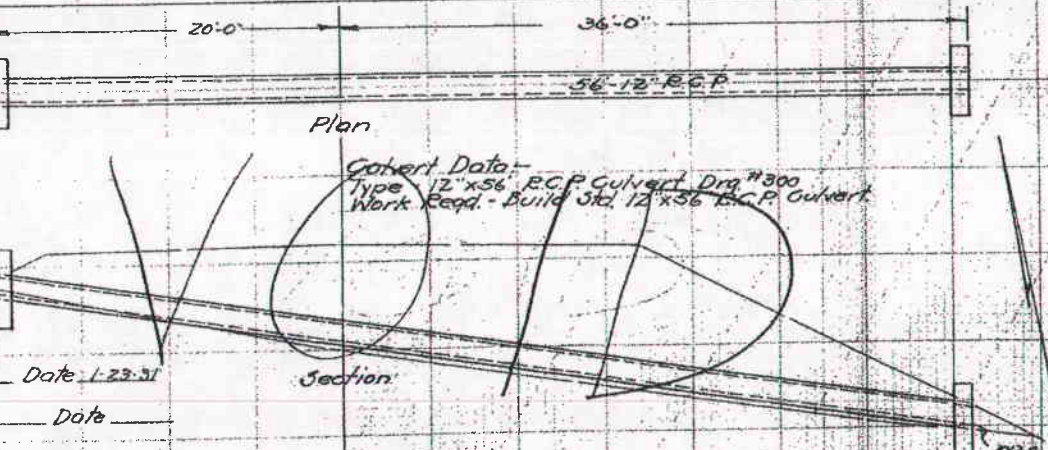 20'-0"
36'-0"
56'-12" R.C.P.
Plan
Culvert Data:-
Type 12"x56' R.C.P. Culvert Drg. #300
Work Reqd. - Build Std. 12"x56' R.C.P. Culvert.
VOID
Date 1-23-31
Section
Date